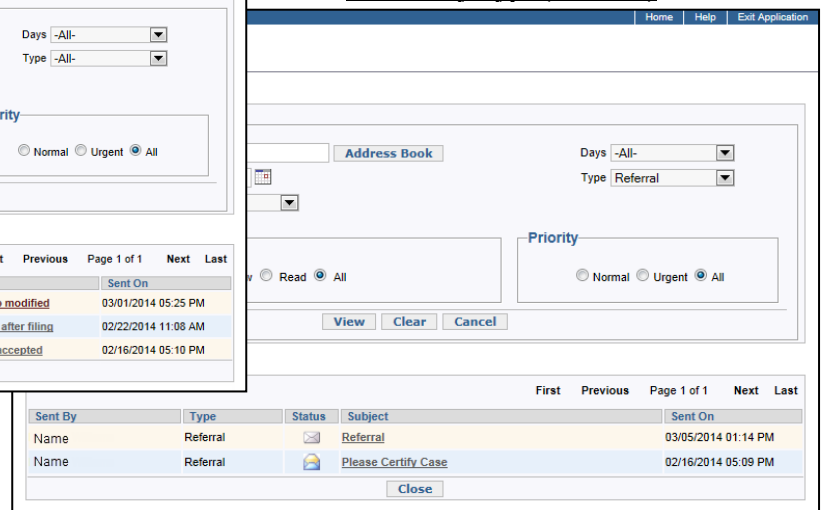 Home Help Exit Application
Days -All-
Type -All-
Normal Urgent All
Previous Page 1 of 1 Next Last
Sent On
modified 03/01/2014 05:25 PM
after filing 02/22/2014 11:08 AM
accepted 02/16/2014 05:10 PM
Address Book
Days -All-
Type Referral
Read All
Priority
Normal Urgent All
View Clear Cancel
First Previous Page 1 of 1 Next Last
Sent By Type Status Subject Sent On
Name Referral Referral 03/05/2014 01:14 PM
Name Referral Please Certify Case 02/16/2014 05:09 PM
Close